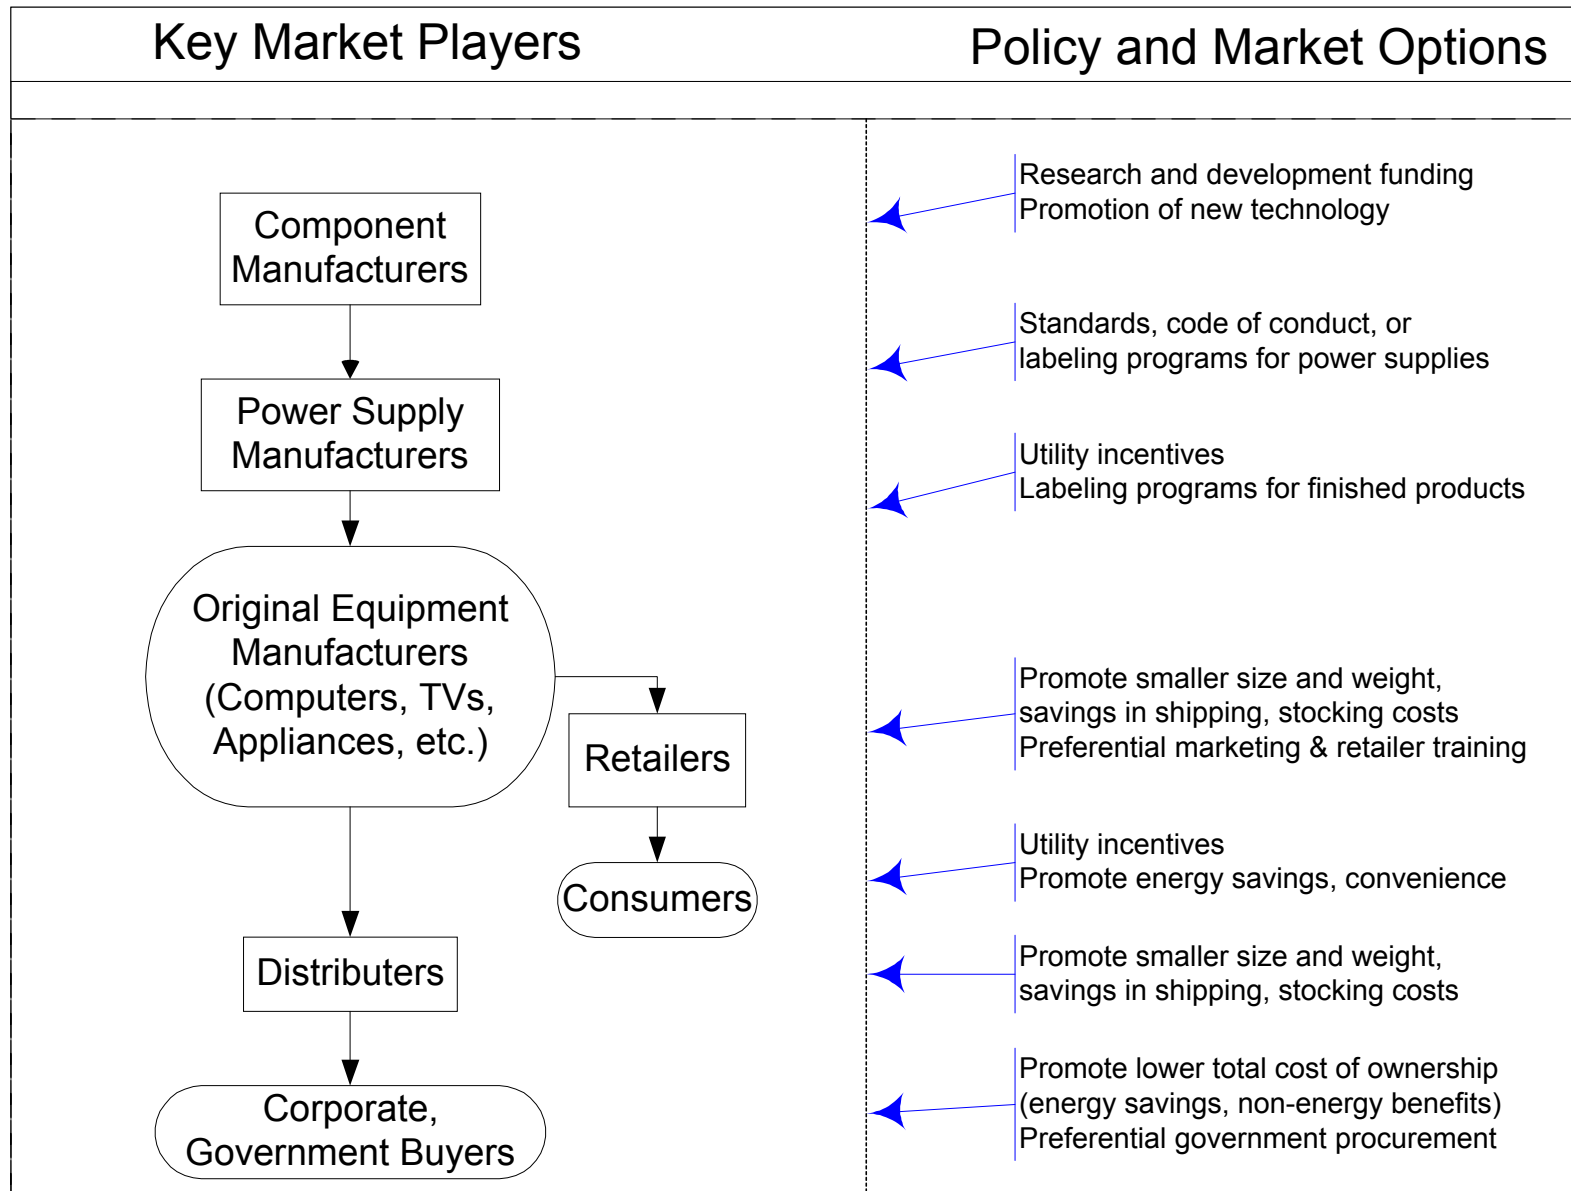 Key Market Players
Policy and Market Options
Component
Manufacturers
Power Supply
Manufacturers
Original Equipment
Manufacturers
(Computers, TVs,
Appliances, etc.)
Retailers
Consumers
Distributers
Corporate,
Government Buyers
Research and development funding
Promotion of new technology
Standards, code of conduct, or
labeling programs for power supplies
Utility incentives
Labeling programs for finished products
Promote smaller size and weight,
savings in shipping, stocking costs
Preferential marketing & retailer training
Utility incentives
Promote energy savings, convenience
Promote smaller size and weight,
savings in shipping, stocking costs
Promote lower total cost of ownership
(energy savings, non-energy benefits)
Preferential government procurement